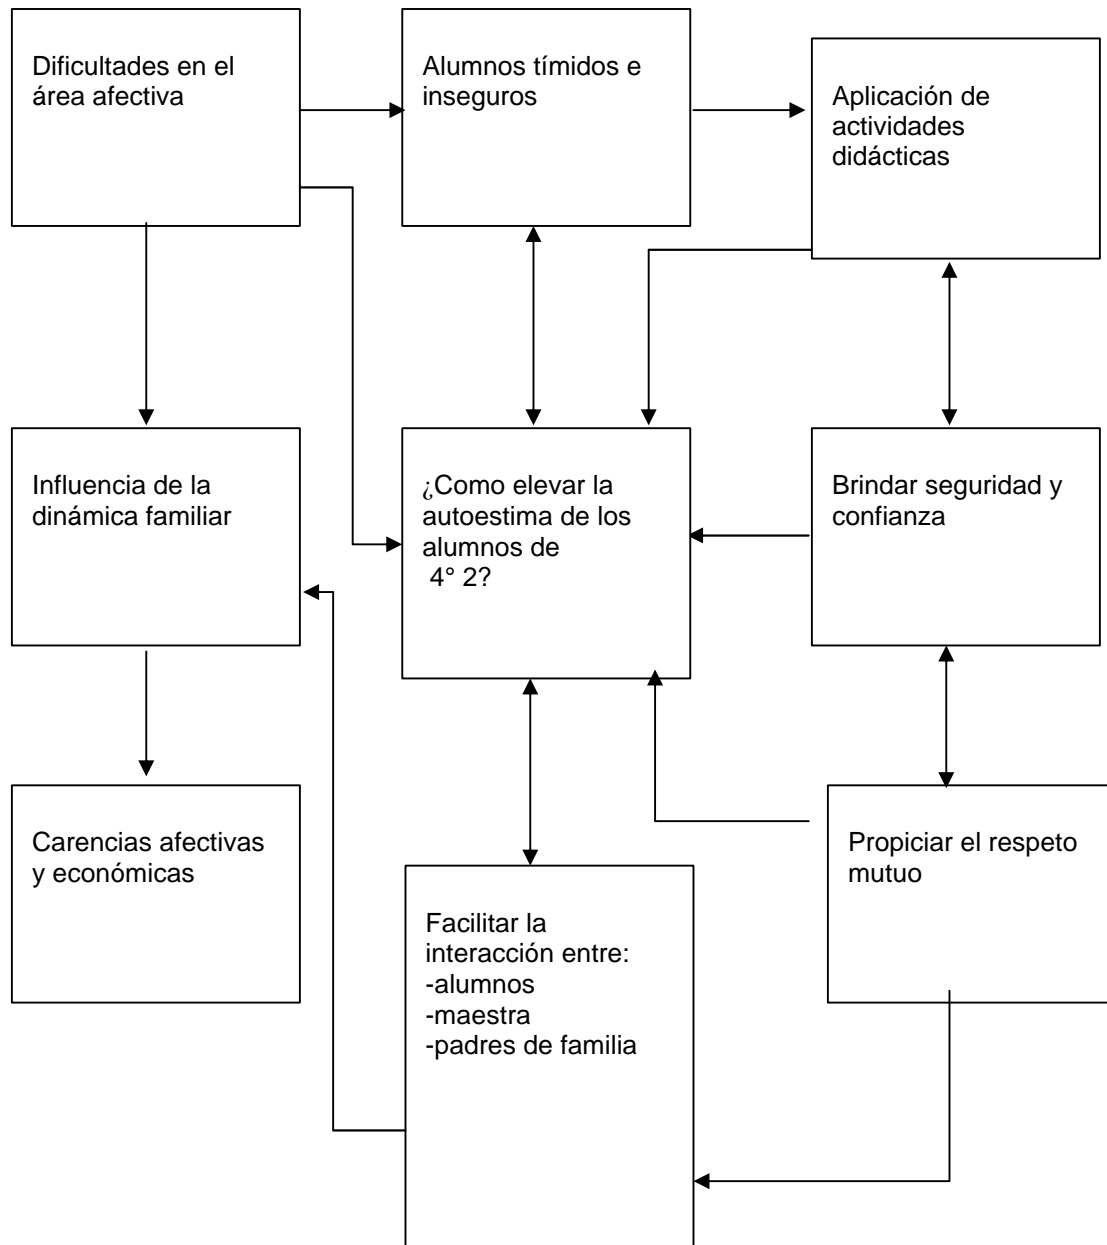 Dificultades en el
área afectiva
Alumnos tímidos e
inseguros
Aplicación de
actividades
didácticas
Influencia de la
dinámica familiar
¿Como elevar la
autoestima de los
alumnos de
4° 2?
Brindar seguridad y
confianza
Carencias afectivas
y económicas
Facilitar la
interacción entre:
-alumnos
-maestra
-padres de familia
Propiciar el respeto
mutuo